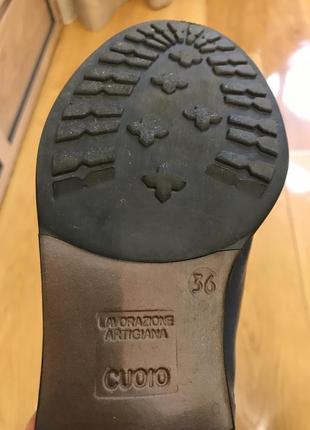 36
LAVORAZIONE
ARTIGIANA
CUOIO